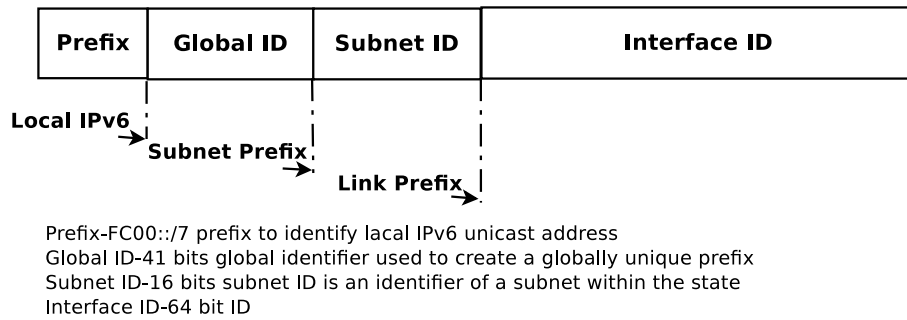 Prefix Global ID Subnet ID Interface ID
Local IPv6
Subnet Prefix
Link Prefix
Prefix-FC00::/7 prefix to identify lacal IPv6 unicast address
Global ID-41 bits global identifier used to create a globally unique prefix
Subnet ID-16 bits subnet ID is an identifier of a subnet within the state
Interface ID-64 bit ID